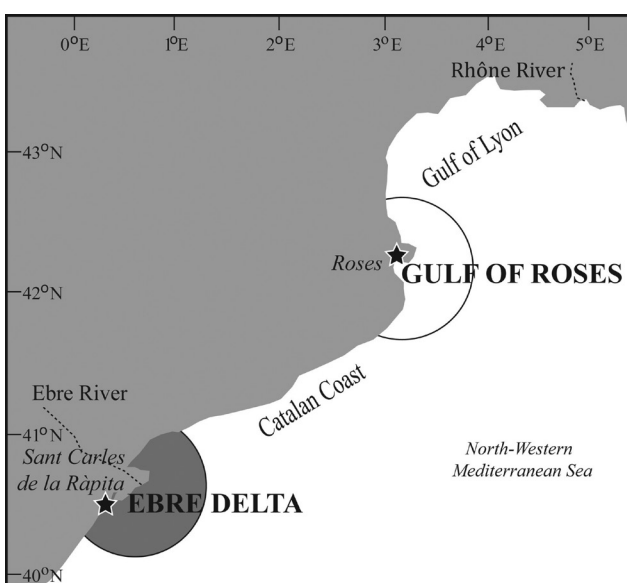 0°E 1°E 2°E 3°E 4°E 5°E
Rhône River
43°N
Gulf of Lyon
Roses
GULF OF ROSES
42°N
Catalan Coast
Ebre River
41°N
Sant Carles
de la Ràpita
North-Western
Mediterranean Sea
EBRE DELTA
40°N